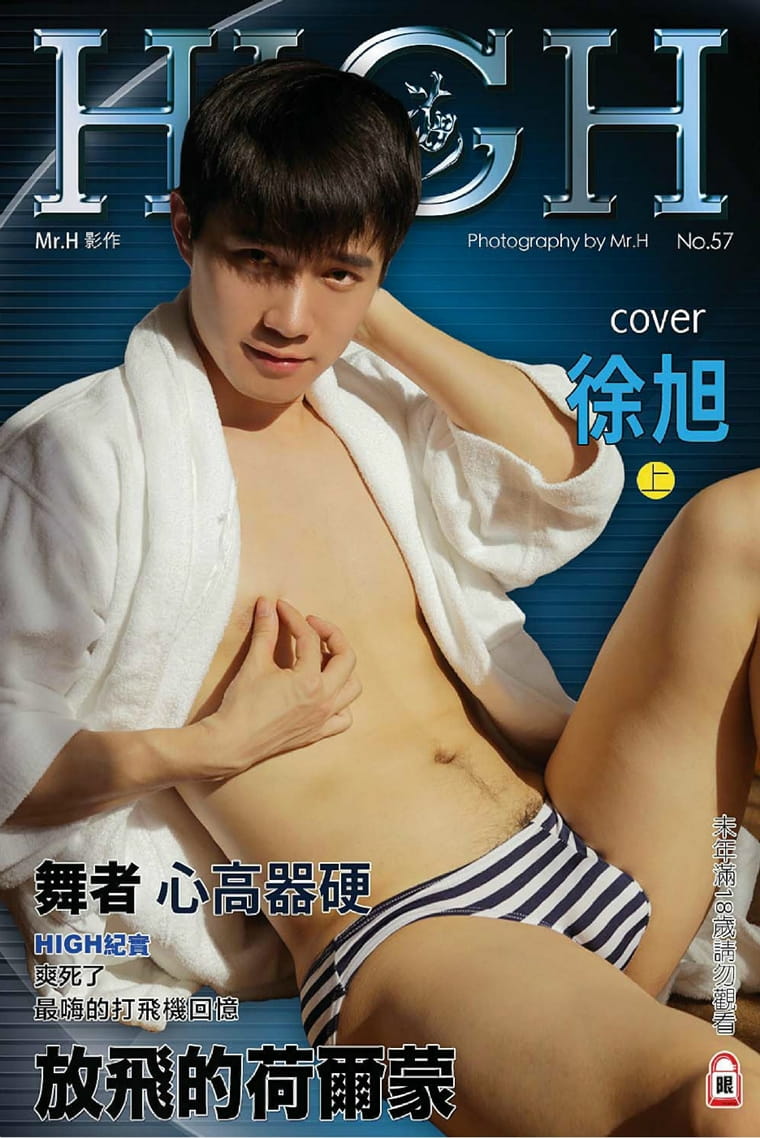 HIGH
Mr.H 影作
Photography by Mr.H No.57
cover
徐旭
上
舞者 心高器硬
HIGH紀實
爽死了
最嗨的打飛機回憶
放飛的荷爾蒙
未年滿18歲請勿觀看
限